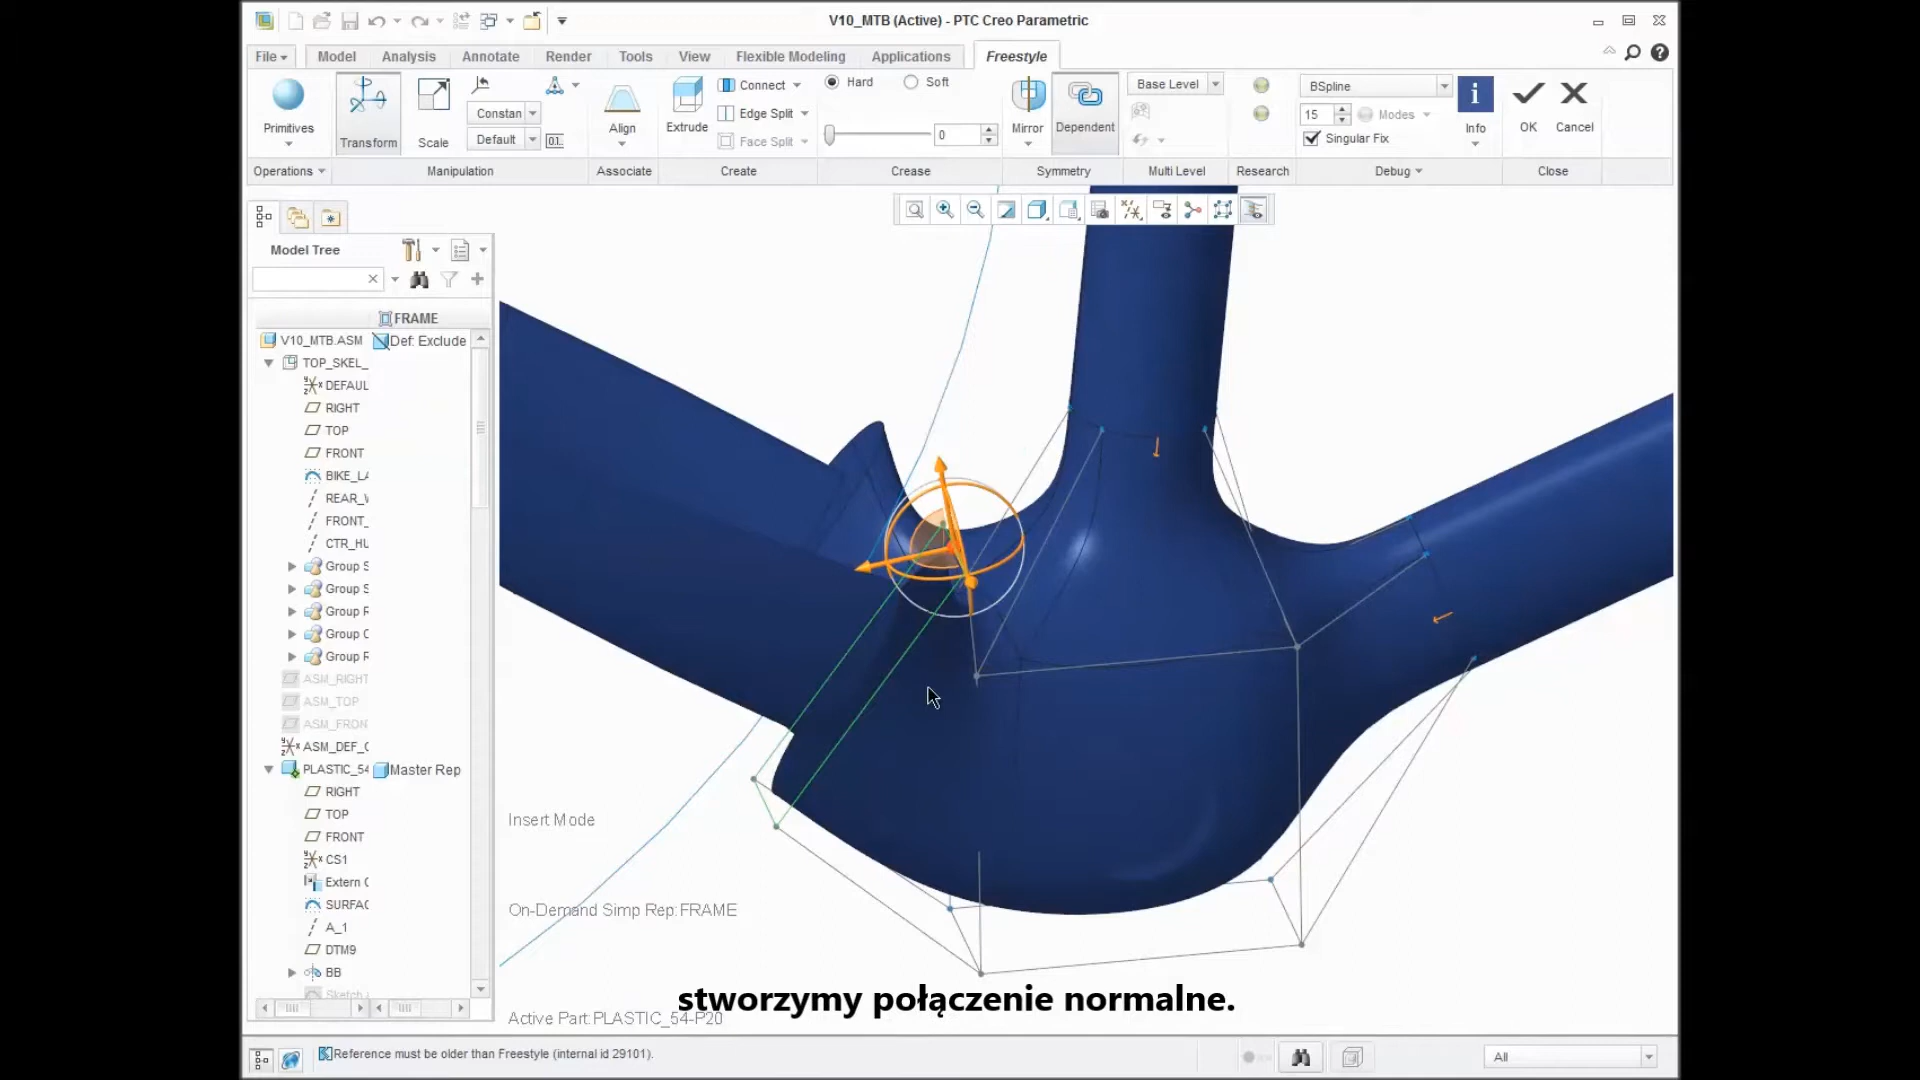 V10_MTB (Active) - PTC Creo Parametric
File
Model
Analysis
Annotate
Render
Tools
View
Flexible Modeling
Applications
Freestyle
Primitives
Transform
Scale
Constan
Default
Align
Extrude
Connect
Edge Split
Face Split
Hard
Soft
0
Mirror
Dependent
Base Level
BSpline
15
Modes
Singular Fix
Info
OK
Cancel
Operations
Manipulation
Associate
Create
Crease
Symmetry
Multi Level
Research
Debug
Close
Model Tree
FRAME
V10_MTB.ASM
Def: Exclude
TOP_SKEL_
DEFAUL
RIGHT
TOP
FRONT
BIKE_LA
REAR_
FRONT_
CTR_HU
Group S
Group S
Group R
Group C
Group R
ASM_RIGHT
ASM_TOP
ASM_FRON
ASM_DEF_C
PLASTIC_54
Master Rep
RIGHT
TOP
FRONT
CS1
Extern C
SURFAC
A_1
DTM9
BB
Sketch
Insert Mode
On-Demand Simp Rep:FRAME
stworzymy połączenie normalne.
Active Part:PLASTIC_54-P20
Reference must be older than Freestyle (internal id 29101).
All